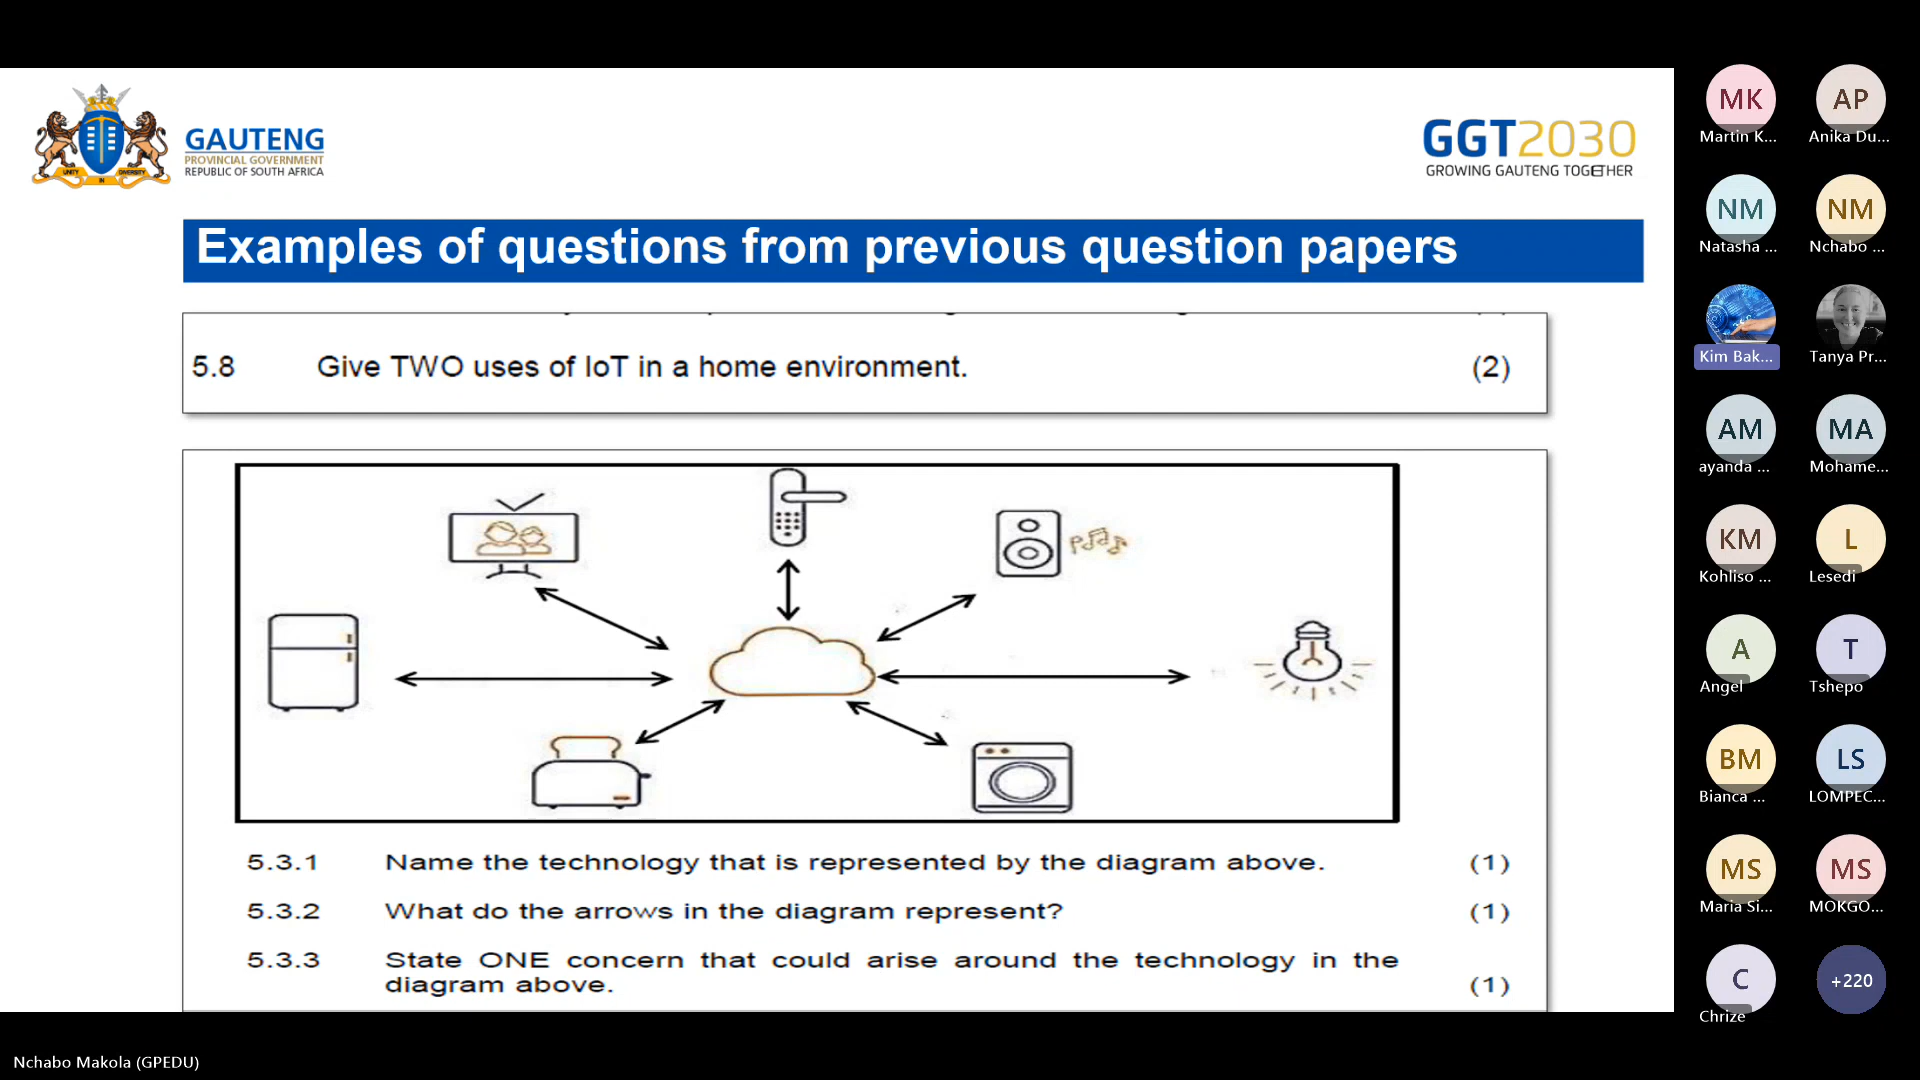 GAUTENG
PROVINCIAL GOVERNMENT
REPUBLIC OF SOUTH AFRICA
UNITY IN DIVERSITY
GGT2030
GROWING GAUTENG TOGETHER
Examples of questions from previous question papers
5.8 Give TWO uses of IoT in a home environment. (2)
5.3.1 Name the technology that is represented by the diagram above. (1)
5.3.2 What do the arrows in the diagram represent? (1)
5.3.3 State ONE concern that could arise around the technology in the
diagram above. (1)
MK AP
Martin K... Anika Du...
NM NM
Natasha ... Nchabo ...
Kim Bak... Tanya Pr...
AM MA
ayanda ... Mohame...
KM L
Kohliso ... Lesedi
A T
Angel Tshepo
BM LS
Bianca ... LOMPEC...
MS MS
Maria Si... MOKGO...
C +220
Chrize
Nchabo Makola (GPEDU)